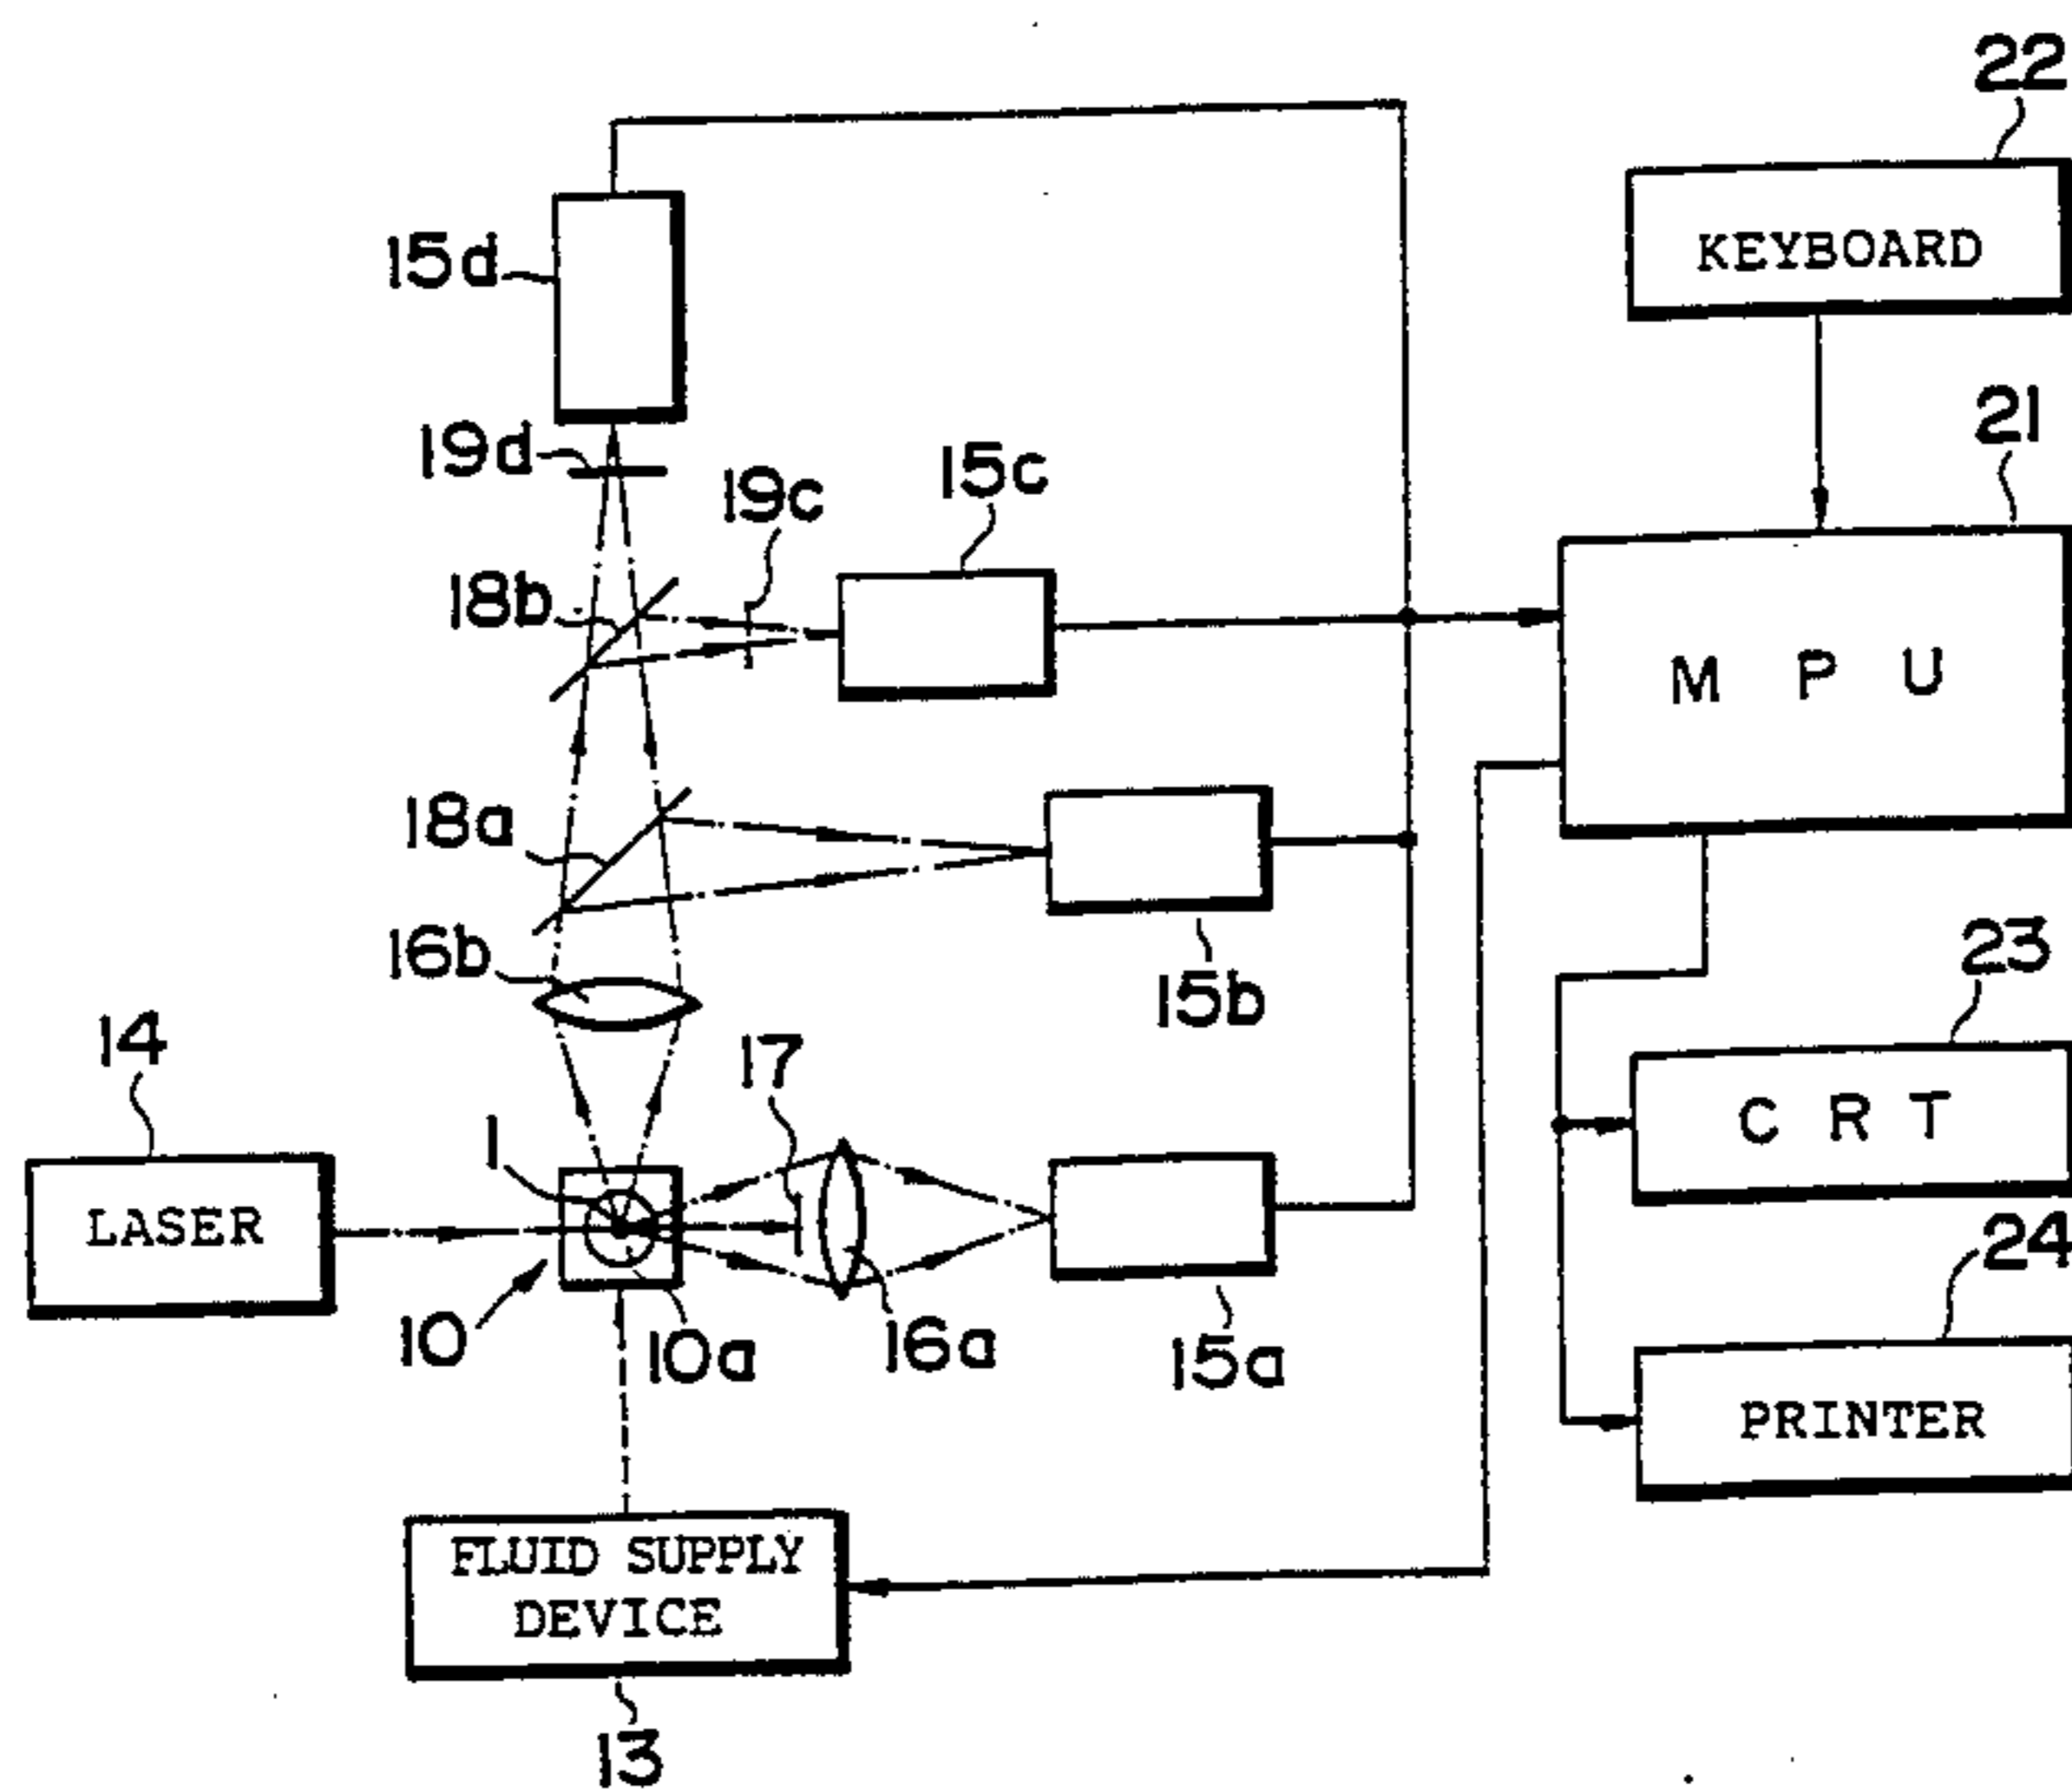 22
KEYBOARD
15d
21
19d
19c
15c
18b
M P U
18a
16b
15b
23
14
17
1
C R T
LASER
24
10
10a
16a
15a
PRINTER
FLUID SUPPLY
DEVICE
13